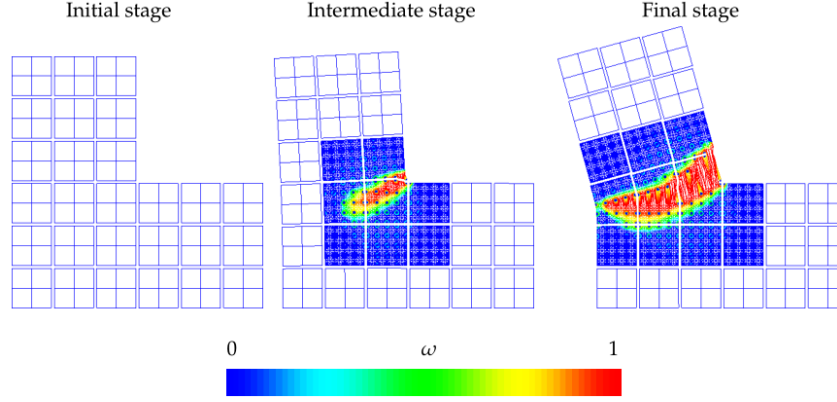 Initial stage
Intermediate stage
Final stage
0
ω
1